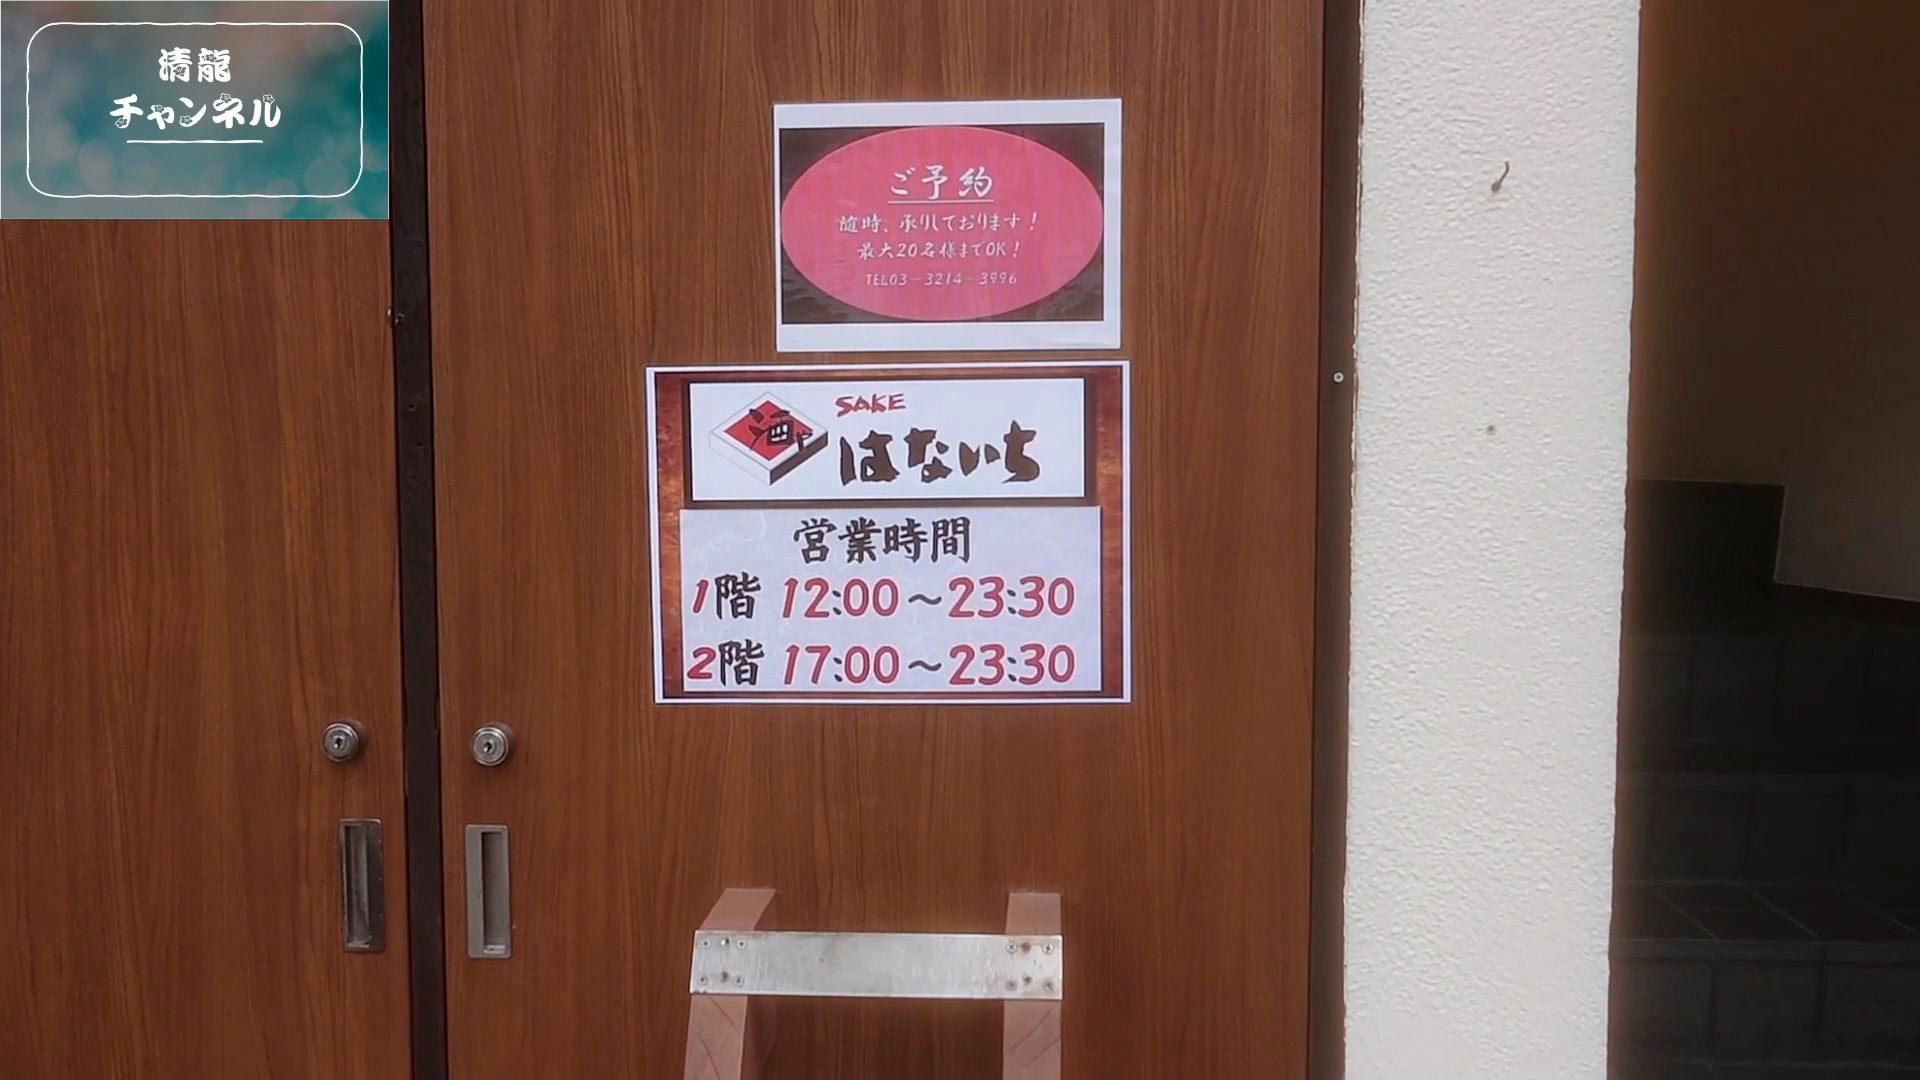 清龍
チャンネル
ご予約
随時、承りしております!
最大20名様までOK!
TEL03-3214-3996
酒や
SAKE
はないち
営業時間
1階 12:00~23:30
2階 17:00~23:30